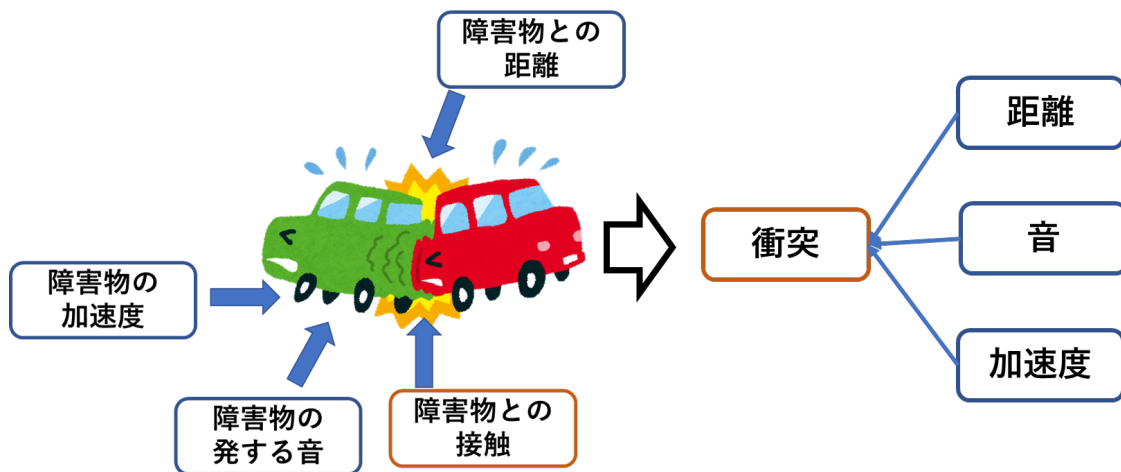 障害物との
距離
障害物の
加速度
障害物の
発する音
障害物との
接触
衝突
距離
音
加速度